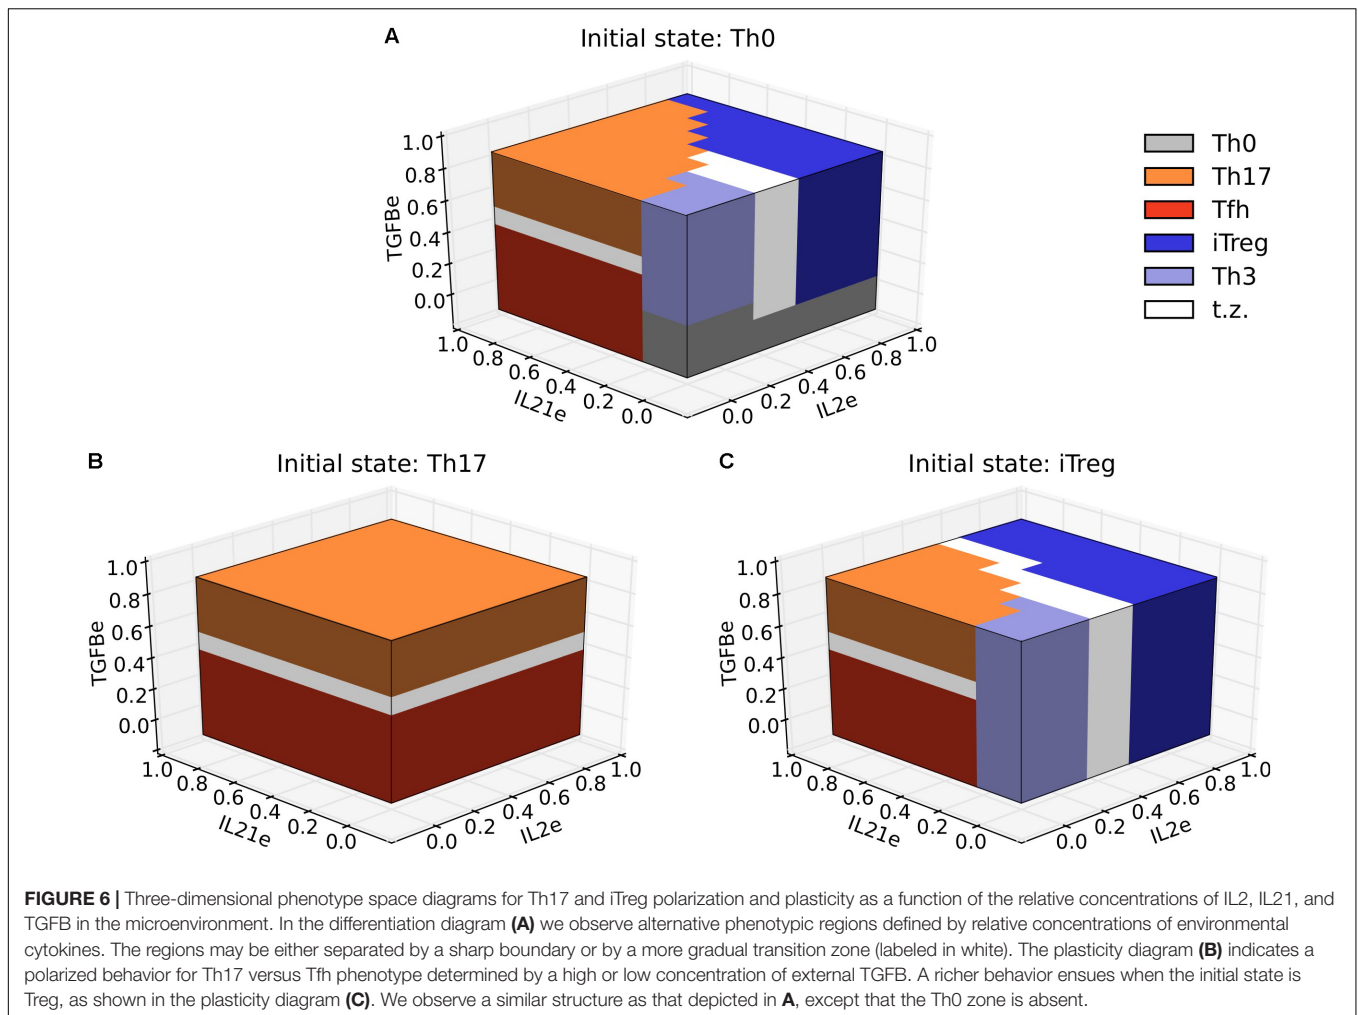 A
Initial state: Th0
1.0
0.8
0.6
0.4
0.2
0.0
TGFBe
1.0
0.8
0.6
0.4
0.2
0.0
IL21e
0.0
0.2
0.4
0.6
0.8
1.0
IL2e
Th0
Th17
Tfh
iTreg
Th3
t.z.
B
Initial state: Th17
1.0
0.8
0.6
0.4
0.2
0.0
TGFBe
1.0
0.8
0.6
0.4
0.2
0.0
IL21e
0.0
0.2
0.4
0.6
0.8
1.0
IL2e
C
Initial state: iTreg
1.0
0.8
0.6
0.4
0.2
0.0
TGFBe
1.0
0.8
0.6
0.4
0.2
0.0
IL21e
0.0
0.2
0.4
0.6
0.8
1.0
IL2e
FIGURE 6 | Three-dimensional phenotype space diagrams for Th17 and iTreg polarization and plasticity as a function of the relative concentrations of IL2, IL21, and
TGFB in the microenvironment. In the differentiation diagram (A) we observe alternative phenotypic regions defined by relative concentrations of environmental
cytokines. The regions may be either separated by a sharp boundary or by a more gradual transition zone (labeled in white). The plasticity diagram (B) indicates a
polarized behavior for Th17 versus Tfh phenotype determined by a high or low concentration of external TGFB. A richer behavior ensues when the initial state is
Treg, as shown in the plasticity diagram (C). We observe a similar structure as that depicted in A, except that the Th0 zone is absent.